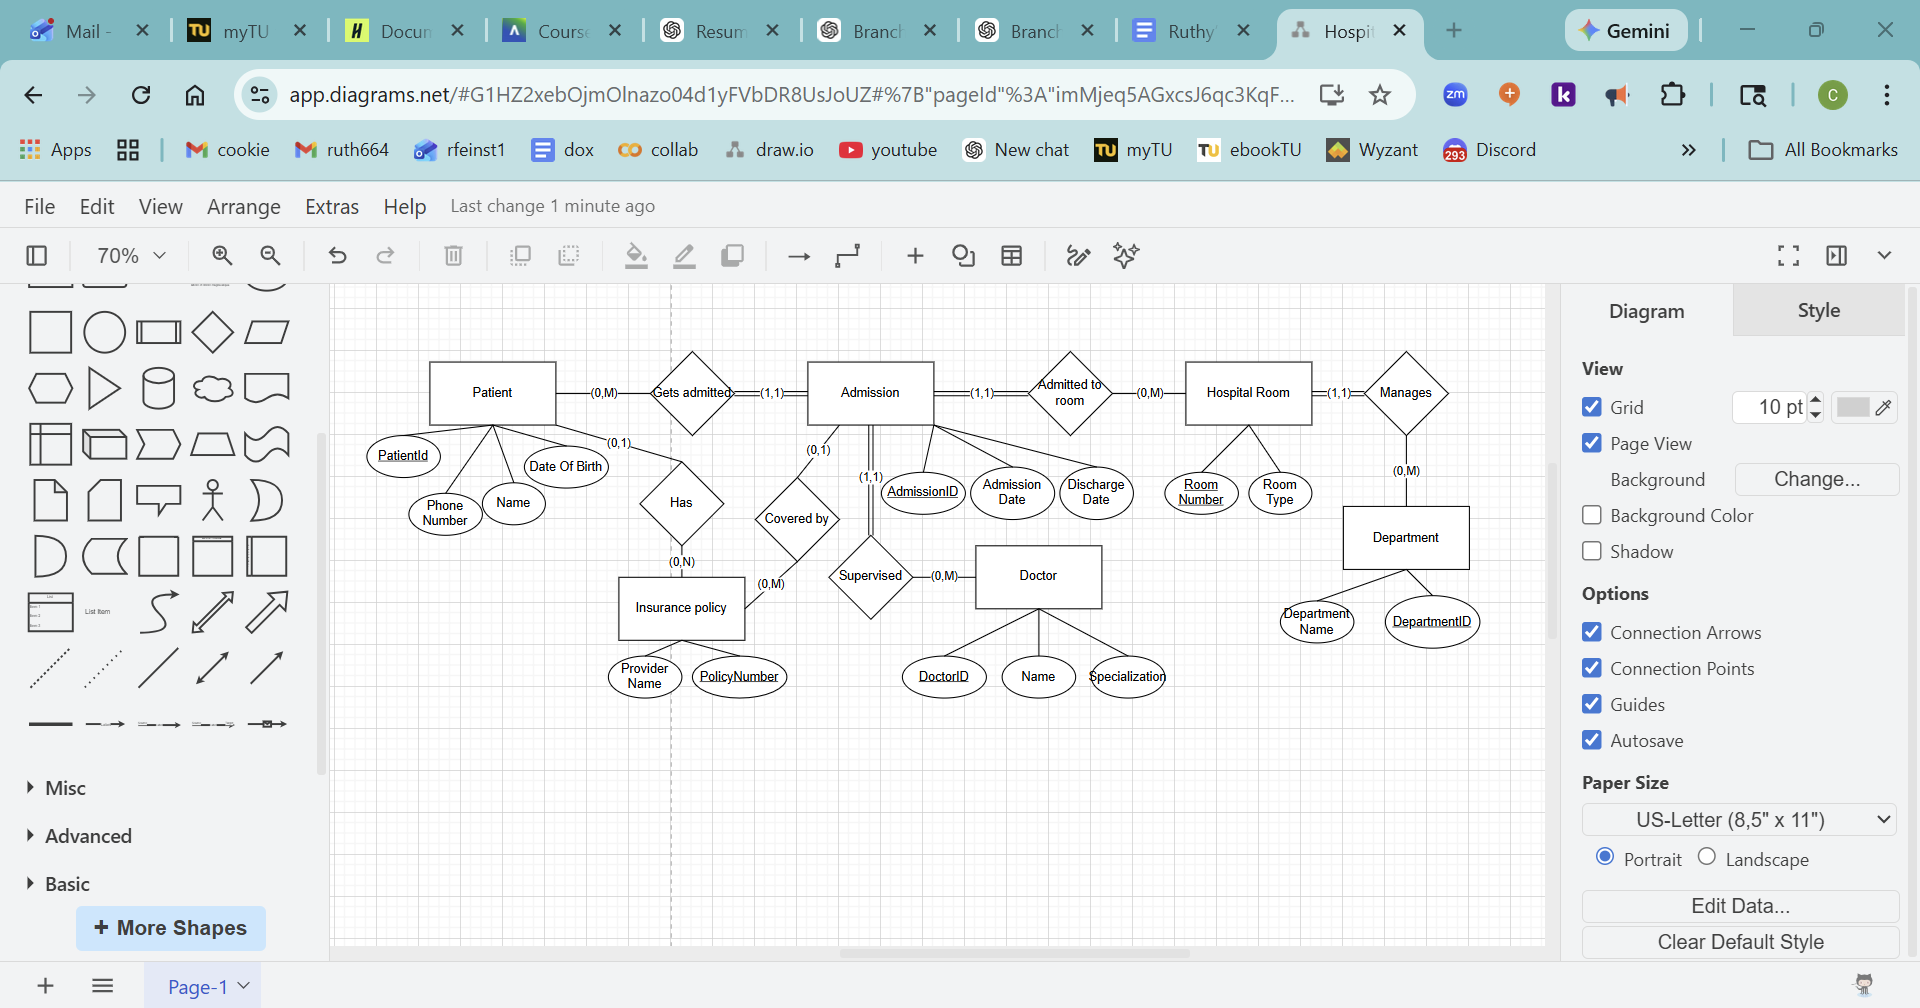 Mail -
myTU
Docun
Course
Resum
Branch
Branch
Ruthy'
Hospit
Gemini
app.diagrams.net/#G1HZ2xebOjmOlnazo04d1yFVbDR8UsJoUZ#%7B"pageId"%3A"imMjeq5AGxcsJ6qc3KqF...
Apps
cookie
ruth664
rfeinst1
dox
collab
draw.io
youtube
New chat
myTU
ebookTU
Wyzant
293
Discord
All Bookmarks
File
Edit
View
Arrange
Extras
Help
Last change 1 minute ago
70%
Diagram
Style
Patient
(0,M)
Gets admitted
(1,1)
Admission
(1,1)
Admitted to
room
(0,M)
Hospital Room
(1,1)
Manages
PatientId
Phone
Number
Name
Date Of Birth
(0,1)
Has
(0,N)
(0,1)
Covered by
(0,M)
(1,1)
AdmissionID
Admission
Date
Discharge
Date
Room
Number
Room
Type
(0,M)
Department
Insurance policy
Supervised
(0,M)
Doctor
Department
Name
DepartmentID
Provider
Name
PolicyNumber
DoctorID
Name
Specialization
List Item
Misc
Advanced
Basic
+ More Shapes
View
Grid
10 pt
Page View
Background
Change...
Background Color
Shadow
Options
Connection Arrows
Connection Points
Guides
Autosave
Paper Size
US-Letter (8,5" x 11")
Portrait
Landscape
Edit Data...
Clear Default Style
Page-1